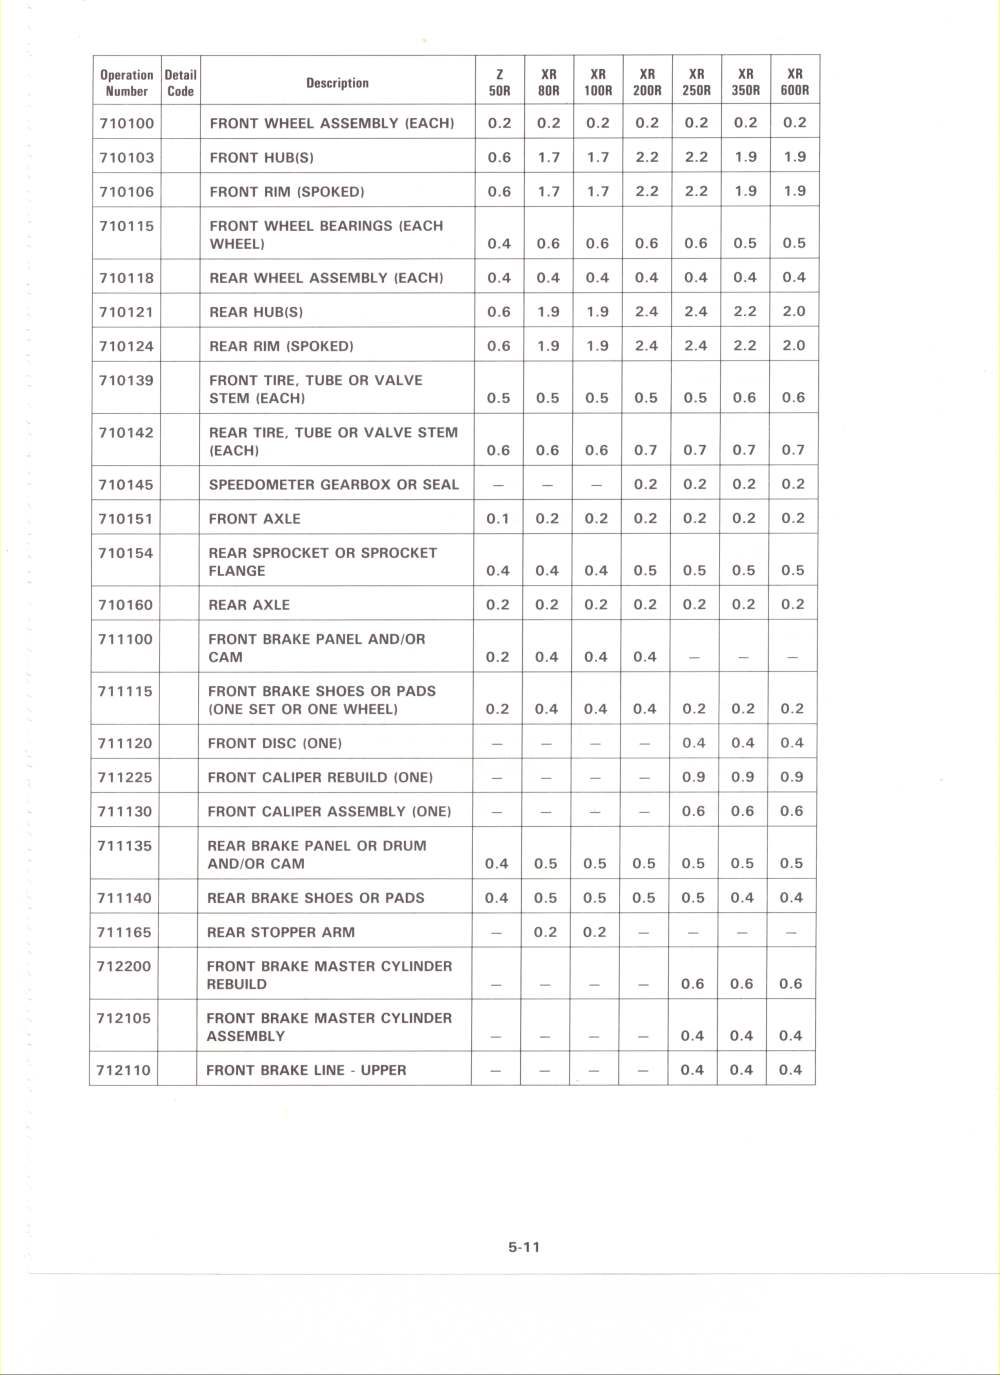 Operation Number Detail Code Description Z 50R XR 80R XR 100R XR 200R XR 250R XR 350R XR 600R
710100 FRONT WHEEL ASSEMBLY (EACH) 0.2 0.2 0.2 0.2 0.2 0.2 0.2
710103 FRONT HUB(S) 0.6 1.7 1.7 2.2 2.2 1.9 1.9
710106 FRONT RIM (SPOKED) 0.6 1.7 1.7 2.2 2.2 1.9 1.9
710115 FRONT WHEEL BEARINGS (EACH
WHEEL) 0.4 0.6 0.6 0.6 0.6 0.5 0.5
710118 REAR WHEEL ASSEMBLY (EACH) 0.4 0.4 0.4 0.4 0.4 0.4 0.4
710121 REAR HUB(S) 0.6 1.9 1.9 2.4 2.4 2.2 2.0
710124 REAR RIM (SPOKED) 0.6 1.9 1.9 2.4 2.4 2.2 2.0
710139 FRONT TIRE, TUBE OR VALVE
STEM (EACH) 0.5 0.5 0.5 0.5 0.5 0.6 0.6
710142 REAR TIRE, TUBE OR VALVE STEM
(EACH) 0.6 0.6 0.6 0.7 0.7 0.7 0.7
710145 SPEEDOMETER GEARBOX OR SEAL – – – 0.2 0.2 0.2 0.2
710151 FRONT AXLE 0.1 0.2 0.2 0.2 0.2 0.2 0.2
710154 REAR SPROCKET OR SPROCKET
FLANGE 0.4 0.4 0.4 0.5 0.5 0.5 0.5
710160 REAR AXLE 0.2 0.2 0.2 0.2 0.2 0.2 0.2
711100 FRONT BRAKE PANEL AND/OR
CAM 0.2 0.4 0.4 0.4 – – –
711115 FRONT BRAKE SHOES OR PADS
(ONE SET OR ONE WHEEL) 0.2 0.4 0.4 0.4 0.2 0.2 0.2
711120 FRONT DISC (ONE) – – – – 0.4 0.4 0.4
711225 FRONT CALIPER REBUILD (ONE) – – – – 0.9 0.9 0.9
711130 FRONT CALIPER ASSEMBLY (ONE) – – – – 0.6 0.6 0.6
711135 REAR BRAKE PANEL OR DRUM
AND/OR CAM 0.4 0.5 0.5 0.5 0.5 0.5 0.5
711140 REAR BRAKE SHOES OR PADS 0.4 0.5 0.5 0.5 0.5 0.4 0.4
711165 REAR STOPPER ARM – 0.2 0.2 – – – –
712200 FRONT BRAKE MASTER CYLINDER
REBUILD – – – – 0.6 0.6 0.6
712105 FRONT BRAKE MASTER CYLINDER
ASSEMBLY – – – – 0.4 0.4 0.4
712110 FRONT BRAKE LINE - UPPER – – – – 0.4 0.4 0.4
5-11